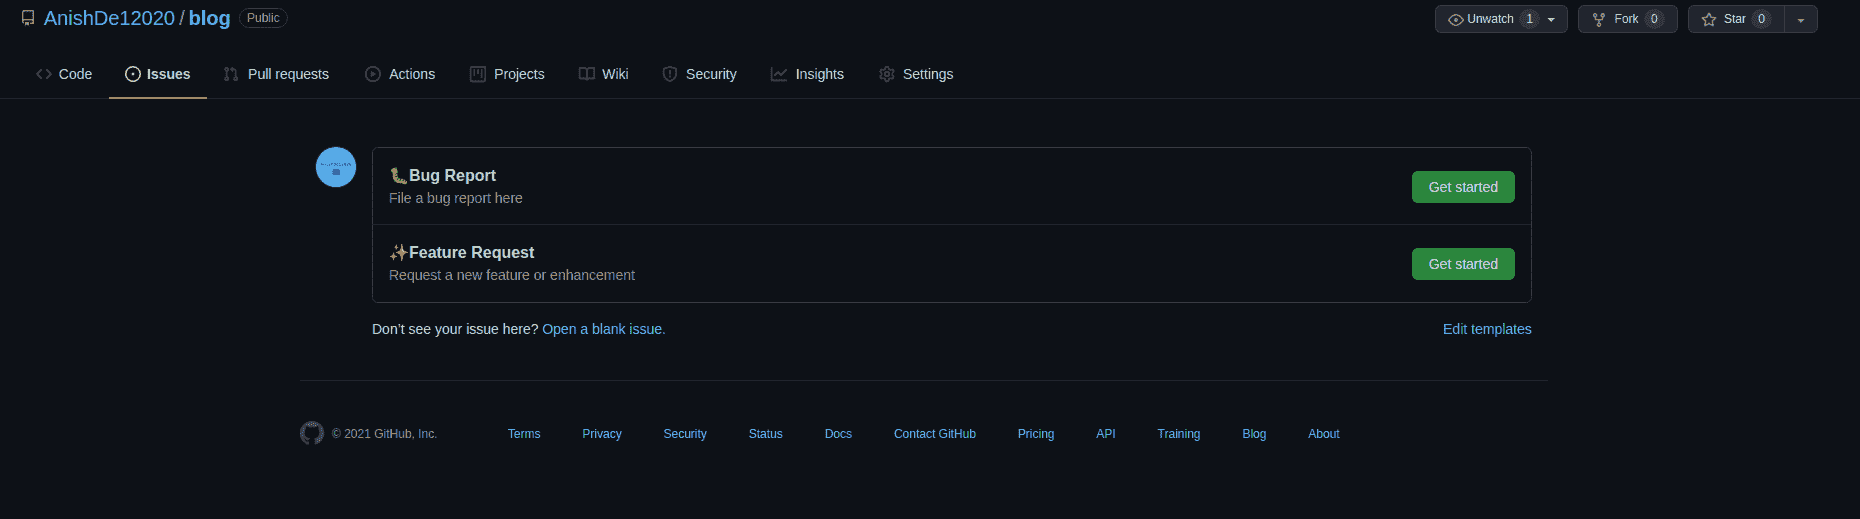 AnishDe12020 / blog Public Unwatch 1 Fork 0 Star 0
Code Issues Pull requests Actions Projects Wiki Security Insights Settings
🐛Bug Report
File a bug report here
Get started
✨Feature Request
Request a new feature or enhancement
Get started
Don't see your issue here? Open a blank issue. Edit templates
© 2021 GitHub, Inc. Terms Privacy Security Status Docs Contact GitHub Pricing API Training Blog About